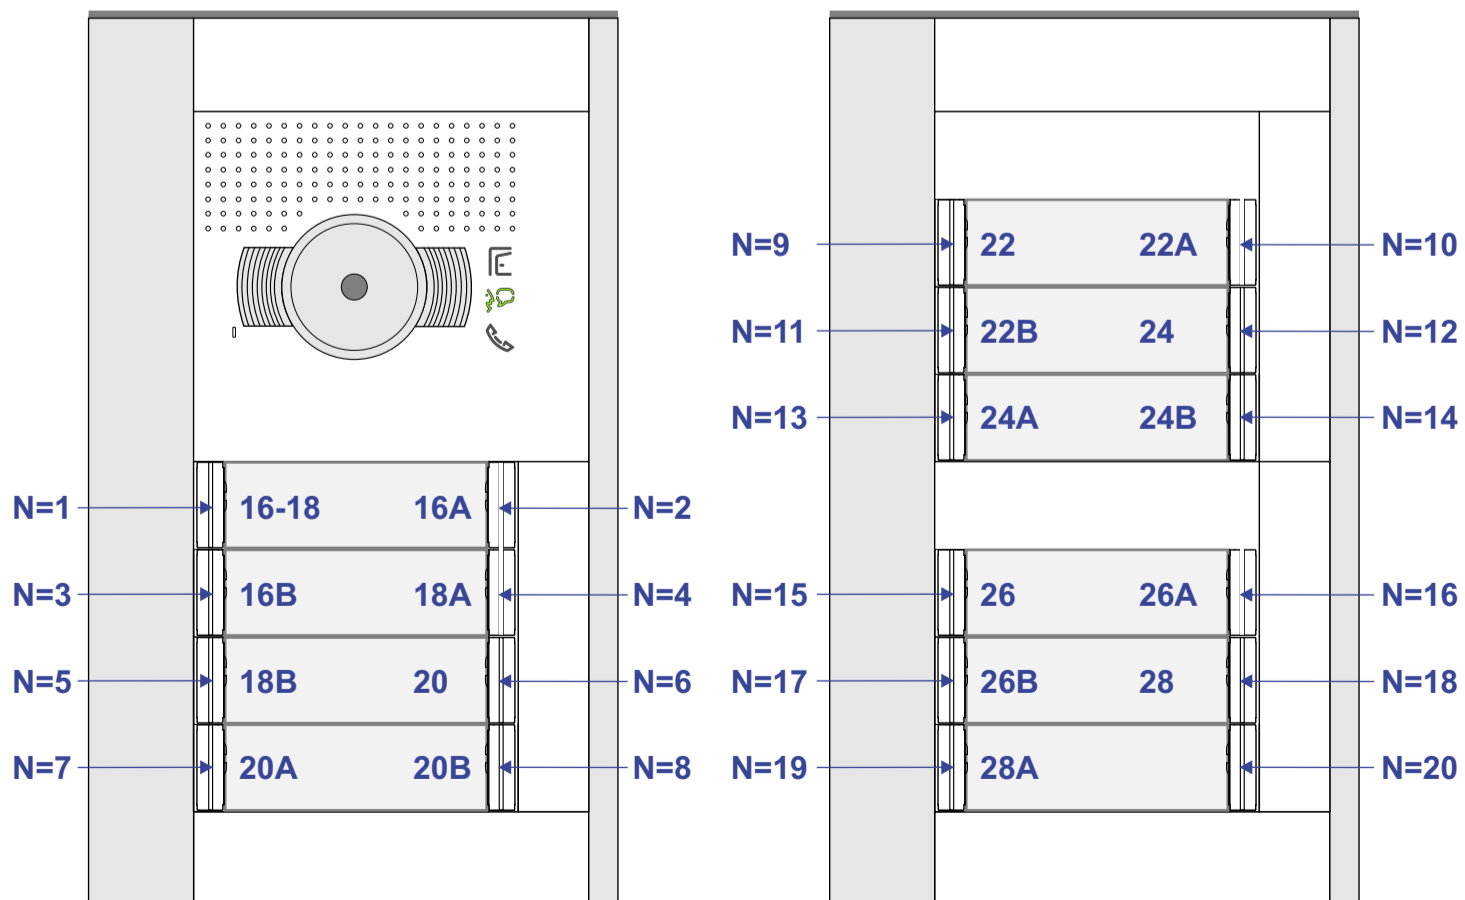 N=1 16-18 16A N=2
N=3 16B 18A N=4
N=5 18B 20 N=6
N=7 20A 20B N=8
N=9 22 22A N=10
N=11 22B 24 N=12
N=13 24A 24B N=14
N=15 26 26A N=16
N=17 26B 28 N=18
N=19 28A N=20